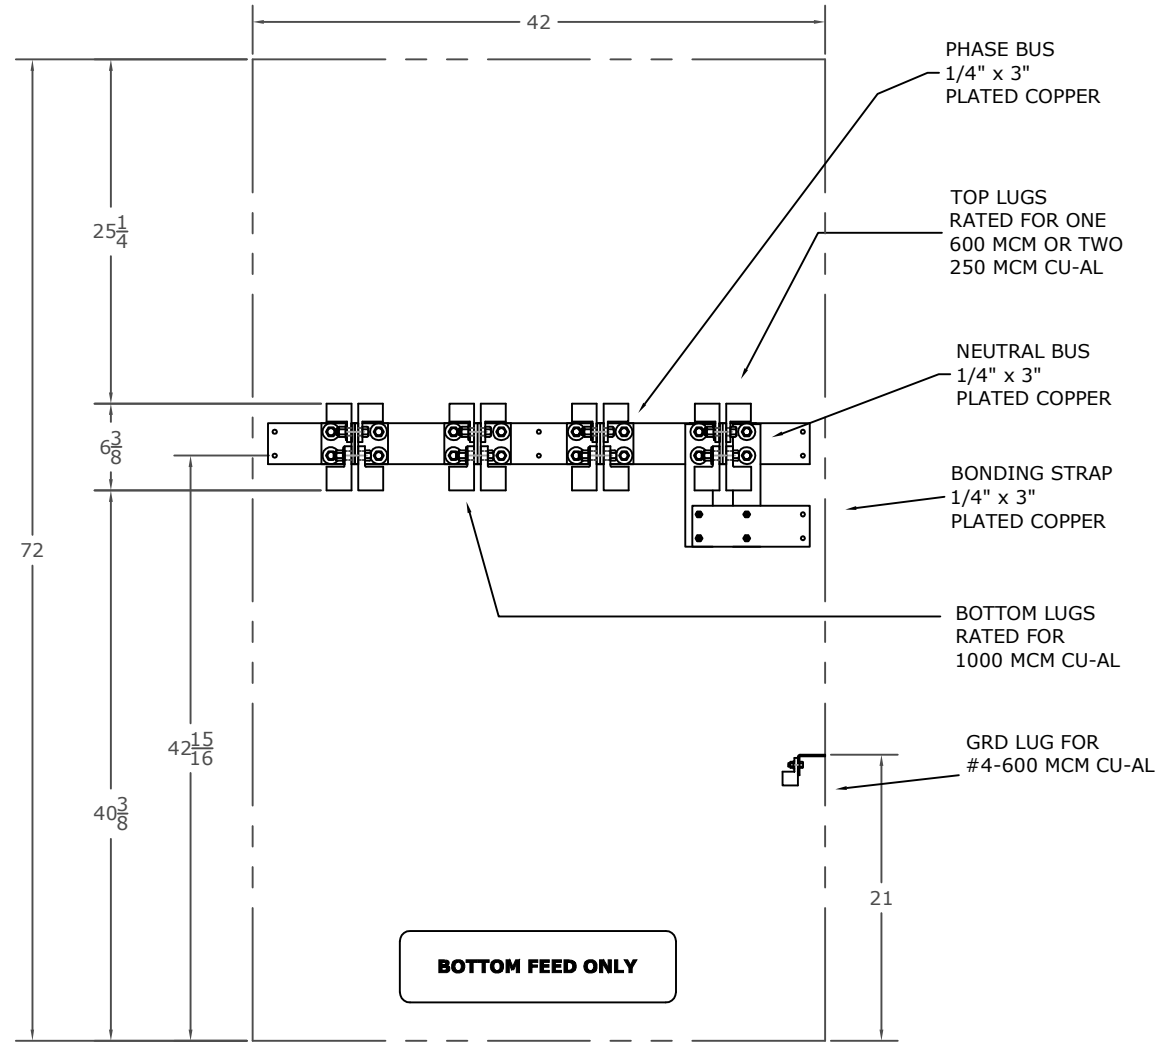 42
PHASE BUS
1/4" x 3"
PLATED COPPER
TOP LUGS
RATED FOR ONE
600 MCM OR TWO
250 MCM CU-AL
25 1/4
NEUTRAL BUS
1/4" x 3"
PLATED COPPER
6 3/8
BONDING STRAP
1/4" x 3"
PLATED COPPER
72
BOTTOM LUGS
RATED FOR
1000 MCM CU-AL
42 15/16
GRD LUG FOR
#4-600 MCM CU-AL
40 3/8
21
BOTTOM FEED ONLY